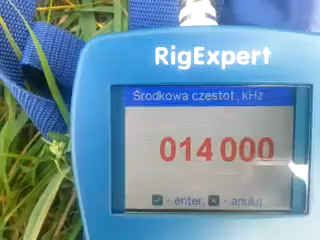 RigExpert
Środkowa częstot., kHz
014 000
- enter, - anuluj